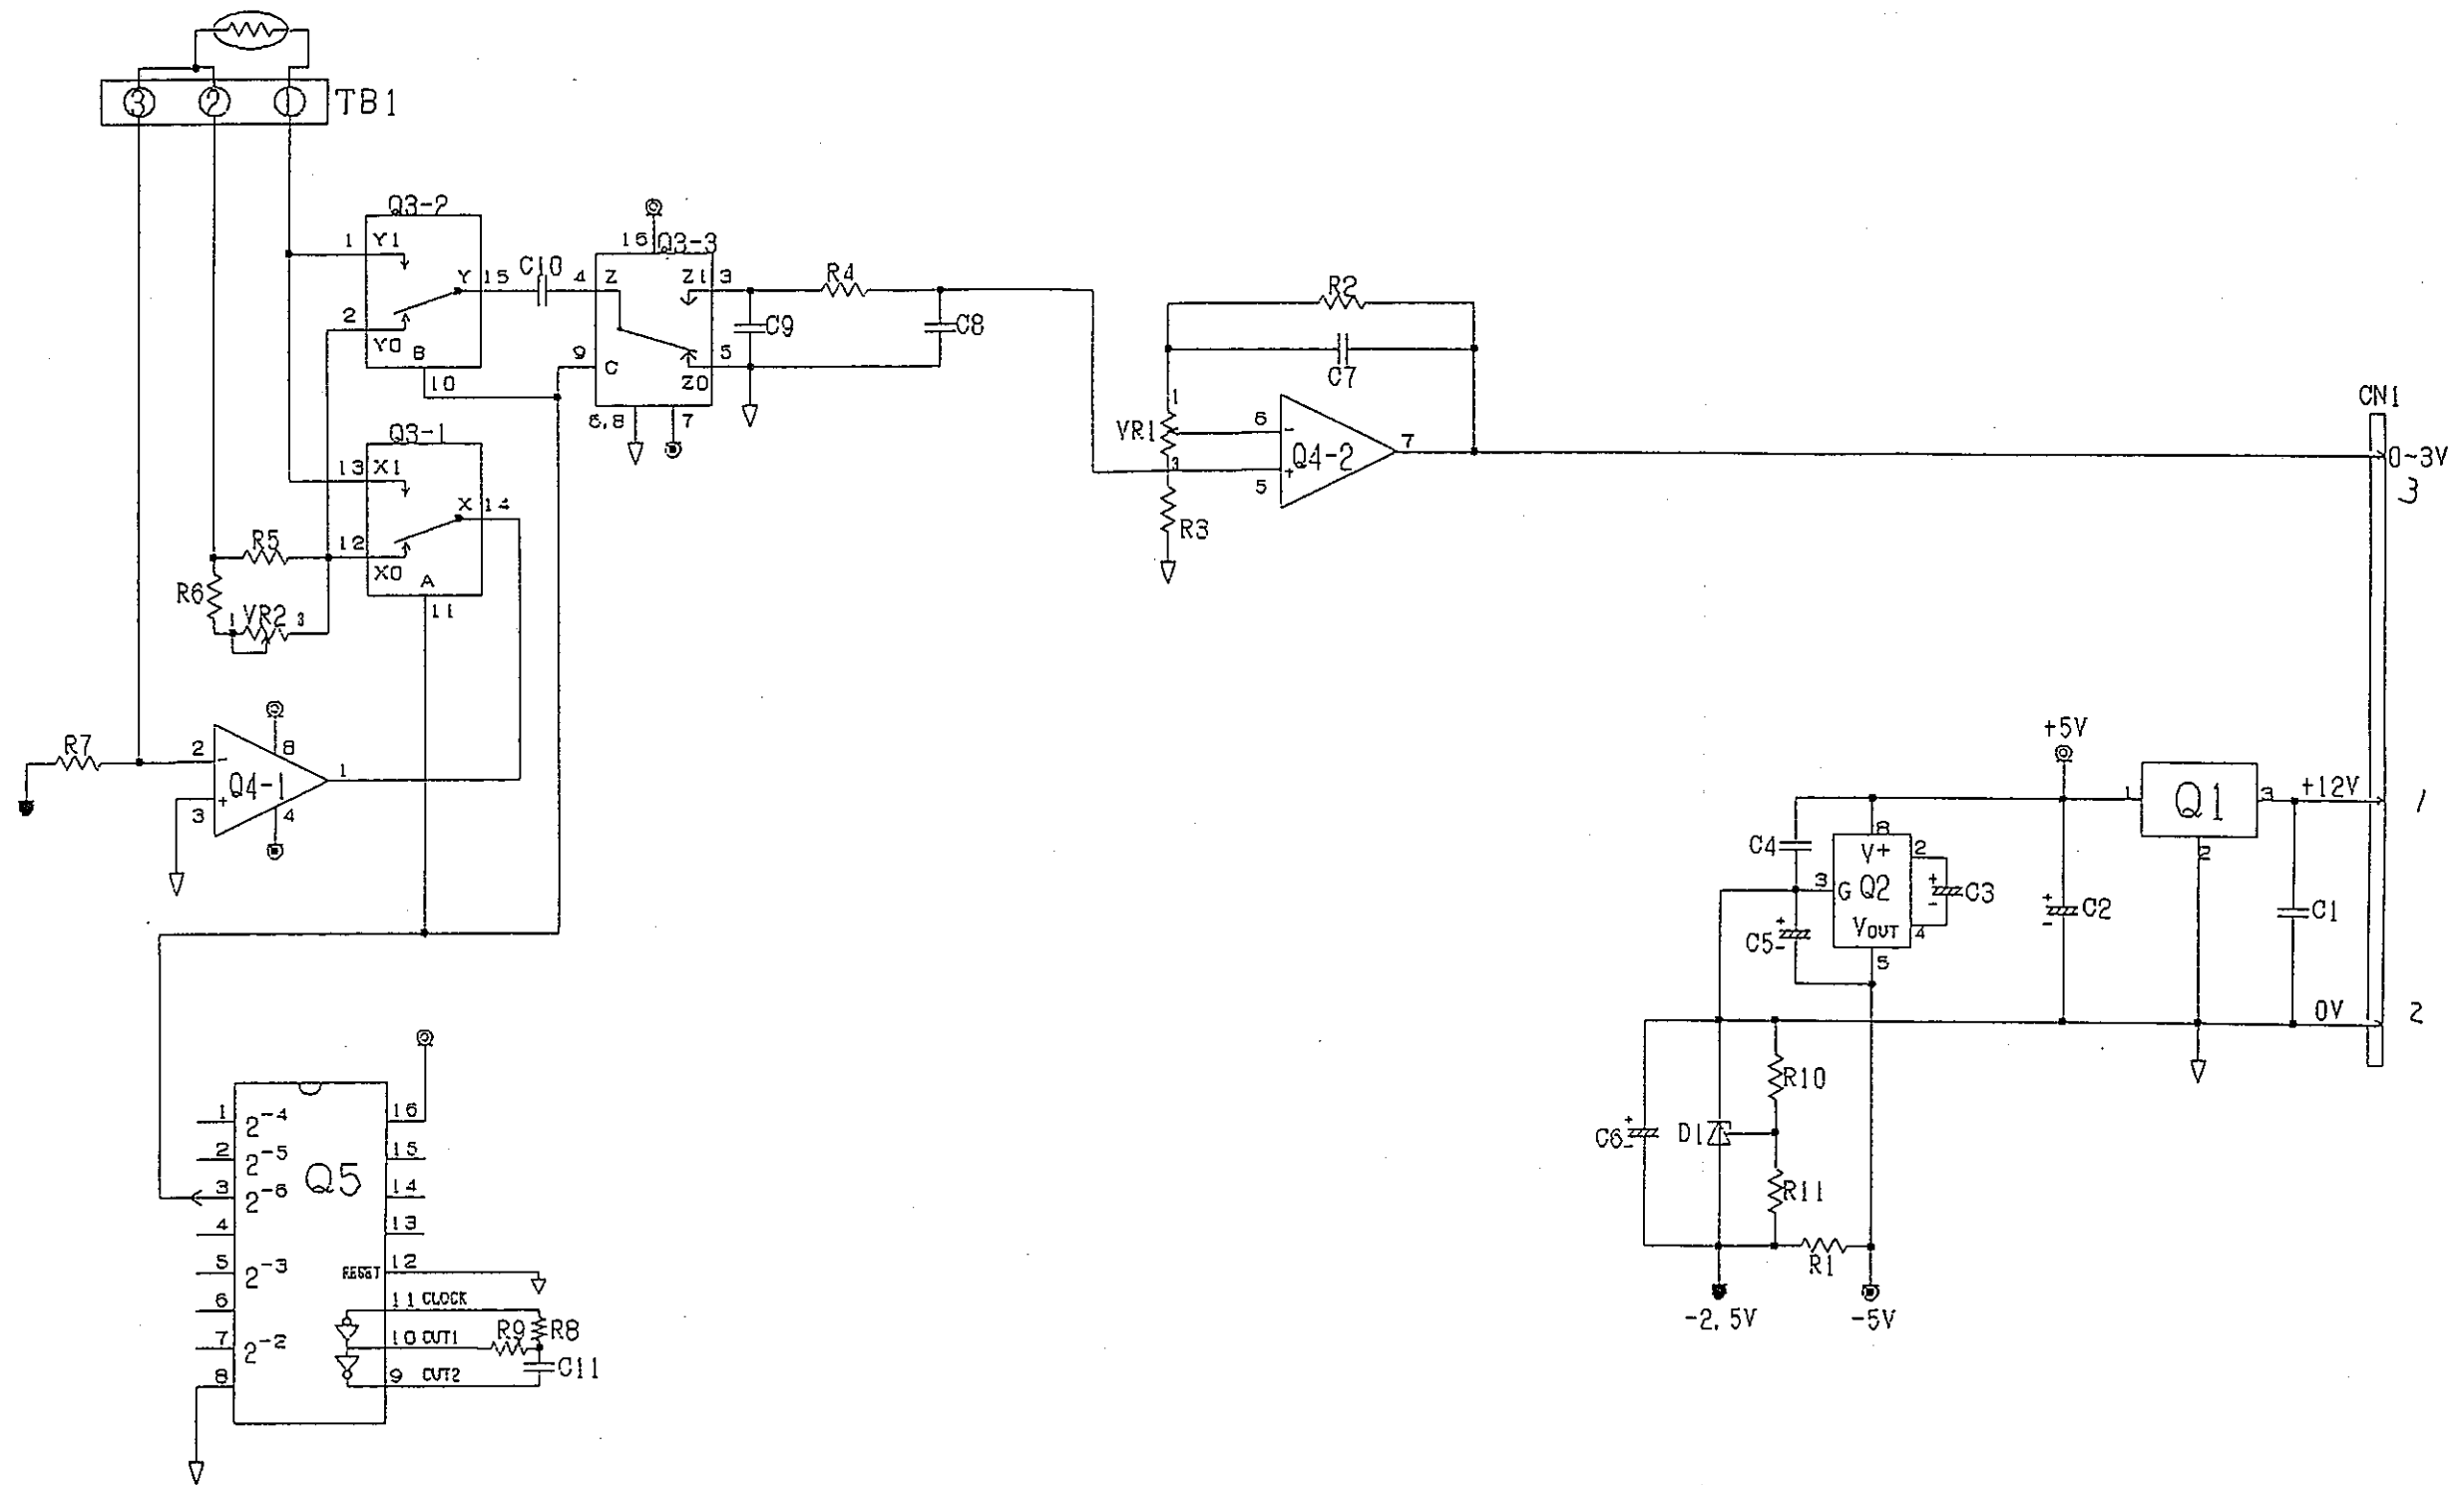 3 2 1 TB1
Q3-2
1 Y1
Y 15
2 Y0
B
10
C10
16 Q3-3
4 Z
Z1 3
9 C
5
Z0
6,8 7
C9
R4
C8
R2
C7
1
VR1
3
R3
6 -
Q4-2
7
5 +
CN1
0~3V
3
Q3-1
13 X1
X 14
12 X0
A
11
R5
R6
1 VR2 3
R7
2 -
8
Q4-1
1
3 +
4
+5V
1 Q1 3 +12V
1
2
C4
8
V+ 2
3 G Q2
+ C3 -
+ C5 -
VOUT 4
5
+ C2 -
C1
0V 2
R10
+ C6 -
D1
R11
R1
-2.5V
-5V
Q5
1 2-4 16
2 2-5 15
3 2-6 14
4 13
5 2-3 RESET 12
6 11 CLOCK
7 2-2 10 OUT1 R9 R8
8 9 OUT2 C11